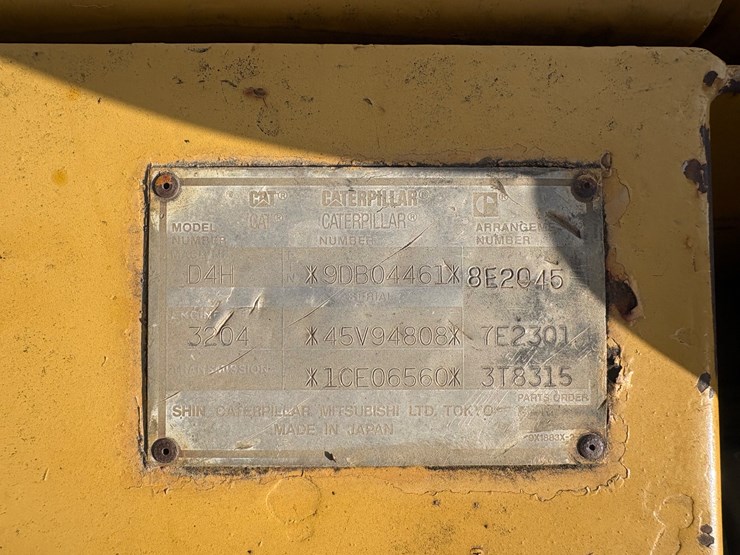 CAT® CATERPILLAR®
CAT® CATERPILLAR®
MODEL NUMBER ARRANGEMENT NUMBER
D4H *9DB04461* 8E2045
SERIAL
ENGINE
3204 *45V94808* 7E2301
TRANSMISSION *1CE06560* 3T8315
PARTS ORDER
SHIN CATERPILLAR MITSUBISHI LTD, TOKYO
MADE IN JAPAN